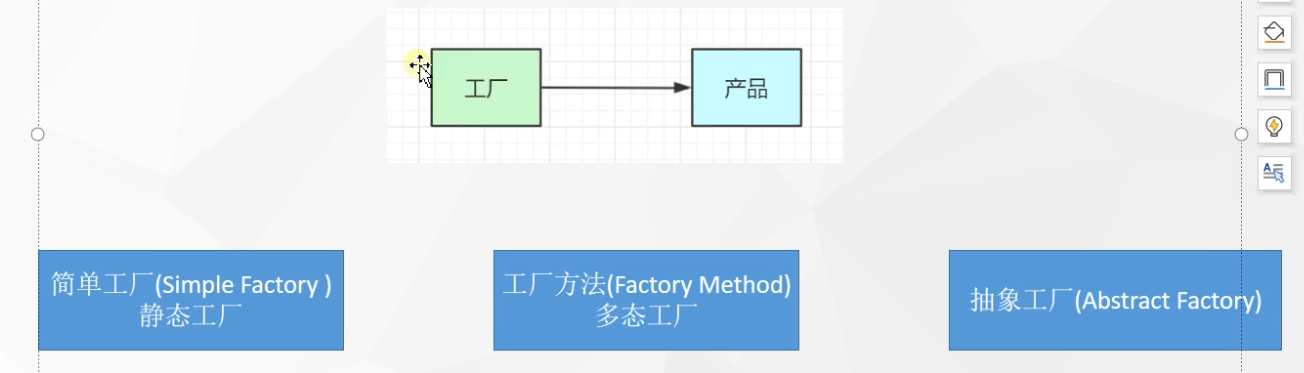 工厂
产品
简单工厂(Simple Factory )
静态工厂
工厂方法(Factory Method)
多态工厂
抽象工厂(Abstract Factory)